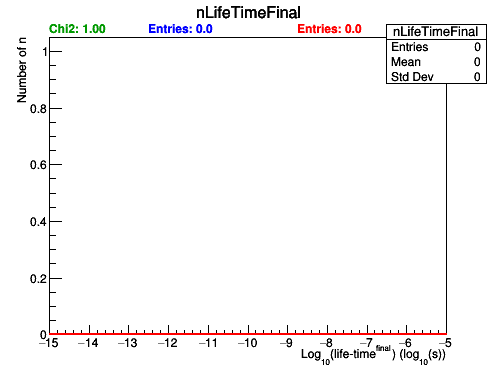 nLifeTimeFinal
Chi2: 1.00 Entries: 0.0 Entries: 0.0
nLifeTimeFinal
Entries 0
Mean 0
Std Dev 0
Number of n
1
0.8
0.6
0.4
0.2
0
−15 −14 −13 −12 −11 −10 −9 −8 −7 −6 −5
Log10(life-time^final) (log10(s))